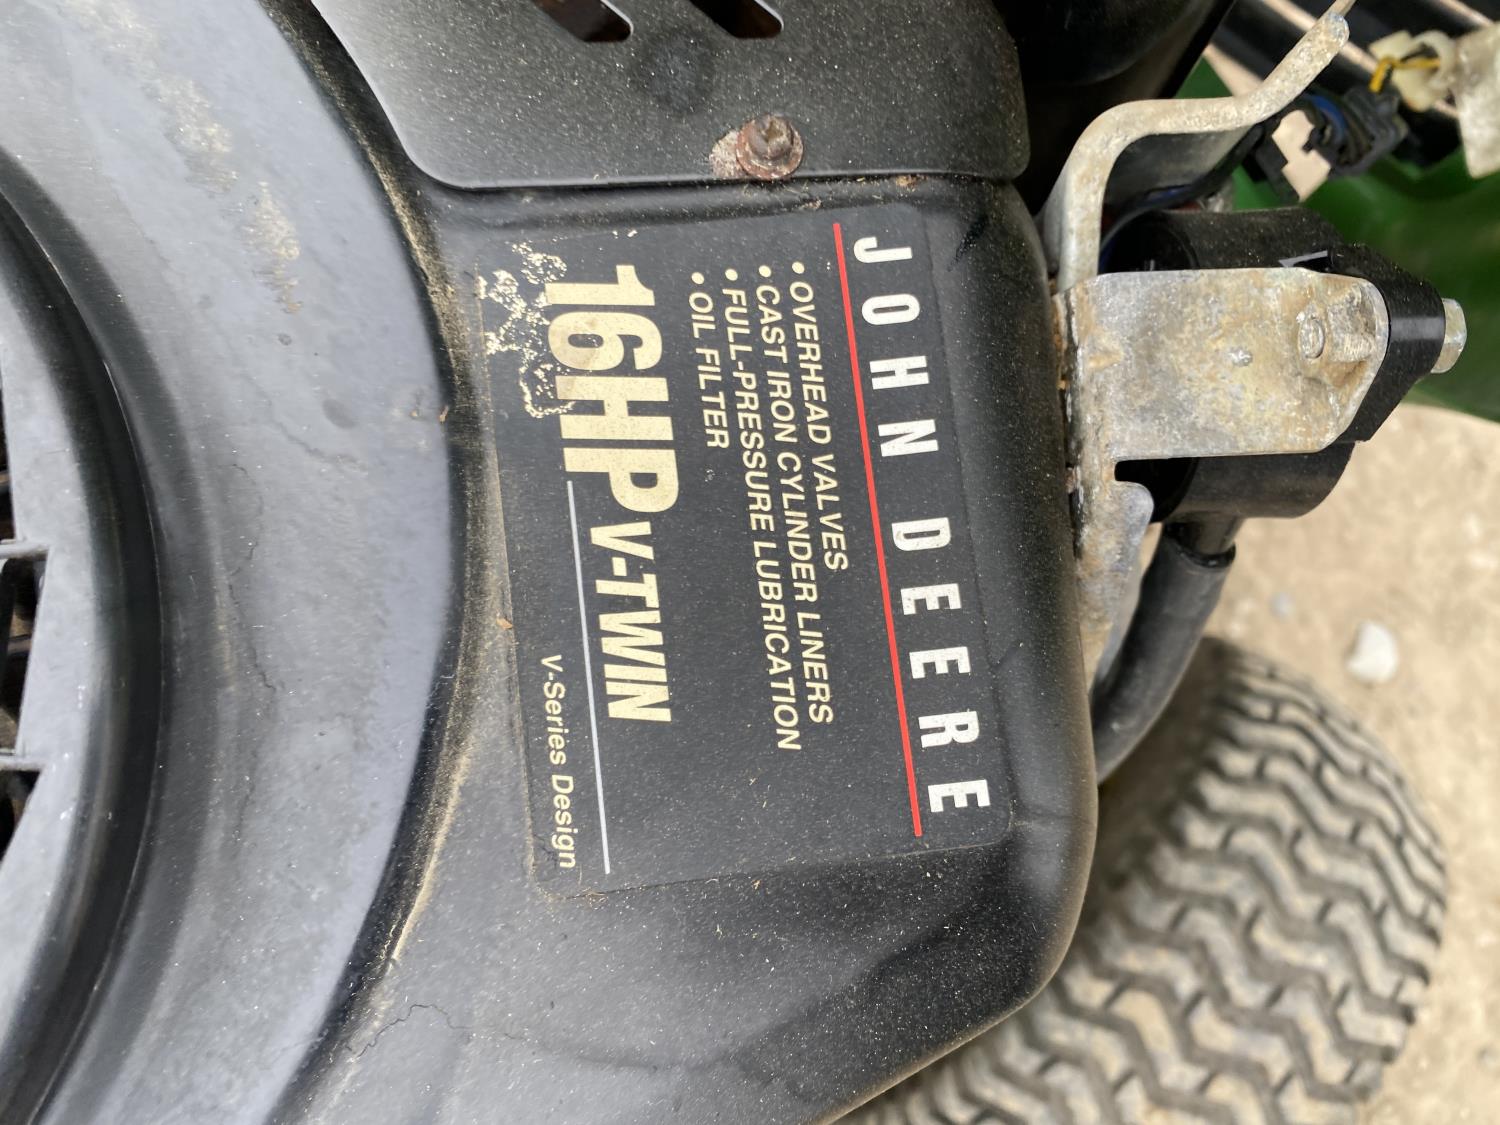 JOHN DEERE
• OVERHEAD VALVES
• CAST IRON CYLINDER LINERS
• FULL-PRESSURE LUBRICATION
• OIL FILTER
16HP V-TWIN
V-Series Design